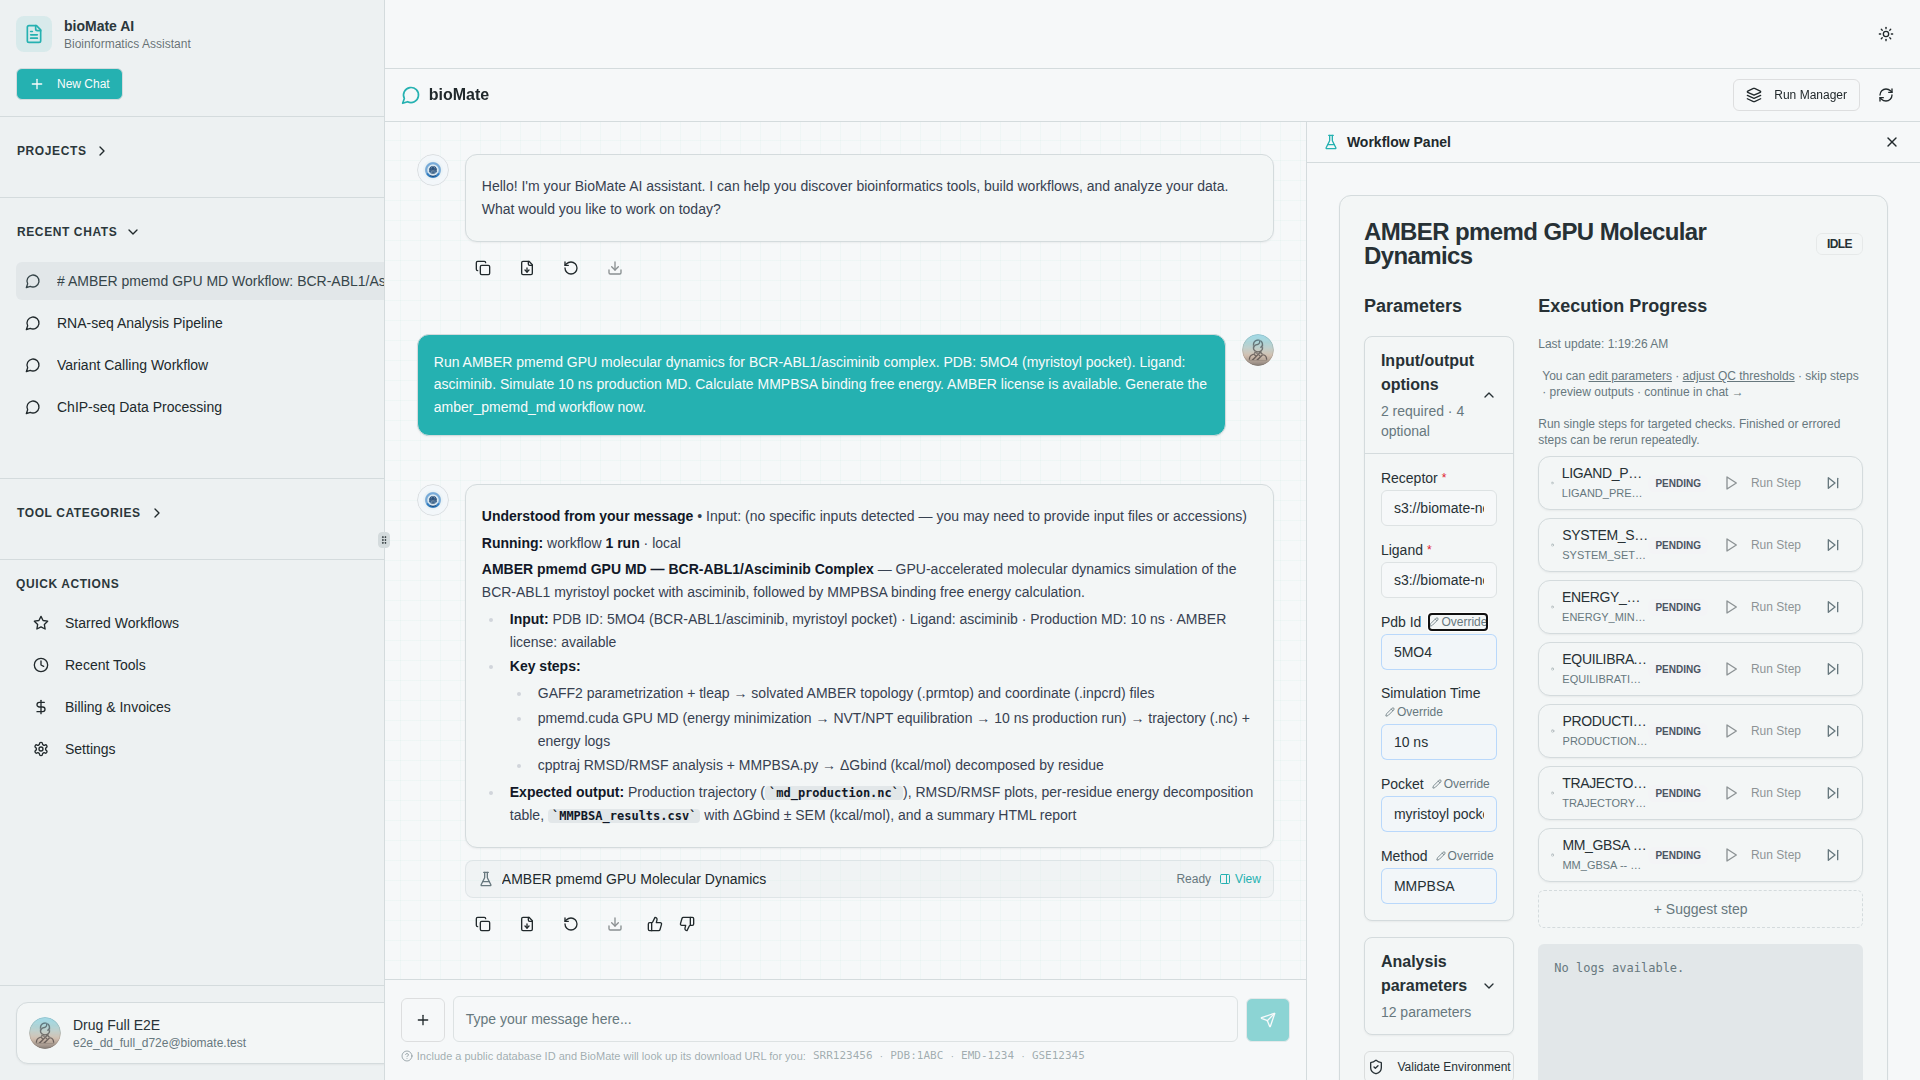 bioMate AI
Bioinformatics Assistant
New Chat
PROJECTS
RECENT CHATS
# AMBER pmemd GPU MD Workflow: BCR-ABL1/As
RNA-seq Analysis Pipeline
Variant Calling Workflow
ChIP-seq Data Processing
TOOL CATEGORIES
QUICK ACTIONS
Starred Workflows
Recent Tools
Billing & Invoices
Settings
Drug Full E2E
e2e_dd_full_d72e@biomate.test
bioMate
Run Manager
Hello! I'm your BioMate AI assistant. I can help you discover bioinformatics tools, build workflows, and analyze your data.
What would you like to work on today?
Run AMBER pmemd GPU molecular dynamics for BCR-ABL1/asciminib complex. PDB: 5MO4 (myristoyl pocket). Ligand:
asciminib. Simulate 10 ns production MD. Calculate MMPBSA binding free energy. AMBER license is available. Generate the
amber_pmemd_md workflow now.
Understood from your message • Input: (no specific inputs detected — you may need to provide input files or accessions)
Running: workflow 1 run · local
AMBER pmemd GPU MD — BCR-ABL1/Asciminib Complex — GPU-accelerated molecular dynamics simulation of the
BCR-ABL1 myristoyl pocket with asciminib, followed by MMPBSA binding free energy calculation.
Input: PDB ID: 5MO4 (BCR-ABL1/asciminib, myristoyl pocket) · Ligand: asciminib · Production MD: 10 ns · AMBER
license: available
Key steps:
GAFF2 parametrization + tleap → solvated AMBER topology (.prmtop) and coordinate (.inpcrd) files
pmemd.cuda GPU MD (energy minimization → NVT/NPT equilibration → 10 ns production run) → trajectory (.nc) +
energy logs
cpptraj RMSD/RMSF analysis + MMPBSA.py → ΔGbind (kcal/mol) decomposed by residue
Expected output: Production trajectory (`md_production.nc`), RMSD/RMSF plots, per-residue energy decomposition
table, `MMPBSA_results.csv` with ΔGbind ± SEM (kcal/mol), and a summary HTML report
AMBER pmemd GPU Molecular Dynamics
Ready
View
Type your message here...
Include a public database ID and BioMate will look up its download URL for you: SRR123456 · PDB:1ABC · EMD-1234 · GSE12345
Workflow Panel
AMBER pmemd GPU Molecular
Dynamics
IDLE
Parameters
Input/output
options
2 required · 4
optional
Receptor *
s3://biomate-n
Ligand *
s3://biomate-n
Pdb Id Override
5MO4
Simulation Time
Override
10 ns
Pocket Override
myristoyl pock
Method Override
MMPBSA
Analysis
parameters
12 parameters
Validate Environment
Execution Progress
Last update: 1:19:26 AM
You can edit parameters · adjust QC thresholds · skip steps
· preview outputs · continue in chat →
Run single steps for targeted checks. Finished or errored
steps can be rerun repeatedly.
LIGAND_P…
LIGAND_PRE…
PENDING
Run Step
SYSTEM_S…
SYSTEM_SET…
PENDING
Run Step
ENERGY_…
ENERGY_MIN…
PENDING
Run Step
EQUILIBRA…
EQUILIBRATI…
PENDING
Run Step
PRODUCTI…
PRODUCTION…
PENDING
Run Step
TRAJECTO…
TRAJECTORY…
PENDING
Run Step
MM_GBSA …
MM_GBSA -- …
PENDING
Run Step
+ Suggest step
No logs available.